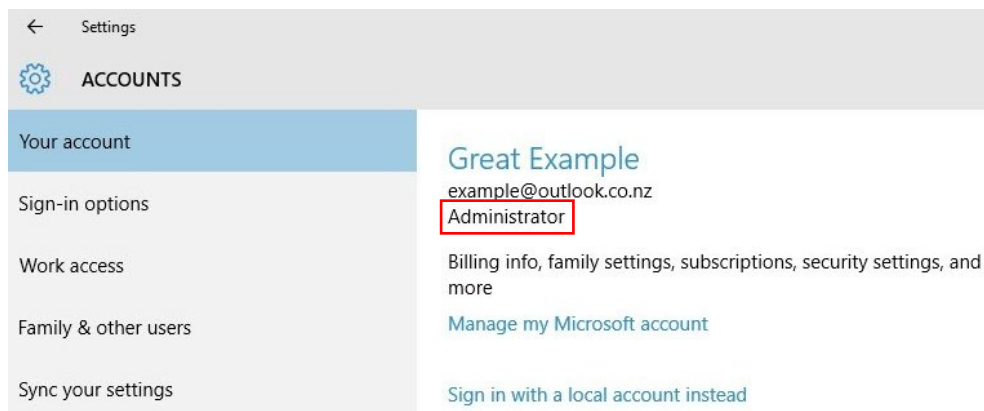 Settings
ACCOUNTS
Your account
Sign-in options
Work access
Family & other users
Sync your settings
Great Example
example@outlook.co.nz
Administrator
Billing info, family settings, subscriptions, security settings, and
more
Manage my Microsoft account
Sign in with a local account instead